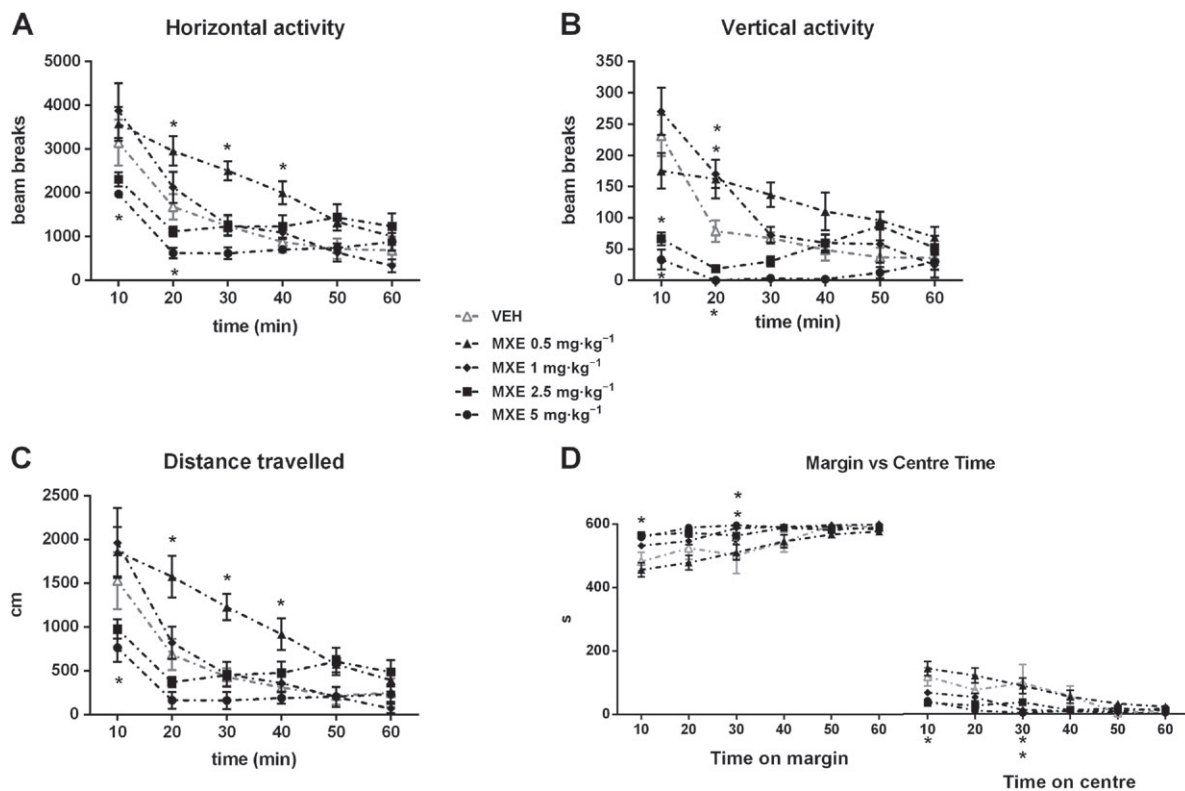 A
Horizontal activity
beam breaks
5000
4000
3000
2000
1000
0
*
*
*
*
*
10 20 30 40 50 60
time (min)
B
Vertical activity
beam breaks
350
300
250
200
150
100
50
0
*
*
*
*
*
10 20 30 40 50 60
time (min)
VEH
MXE 0.5 mg·kg⁻¹
MXE 1 mg·kg⁻¹
MXE 2.5 mg·kg⁻¹
MXE 5 mg·kg⁻¹
C
Distance travelled
cm
2500
2000
1500
1000
500
0
*
*
*
*
10 20 30 40 50 60
time (min)
D
Margin vs Centre Time
s
600
400
200
0
*
*
*
*
*
*
10 20 30 40 50 60
Time on margin
10 20 30 40 50 60
Time on centre